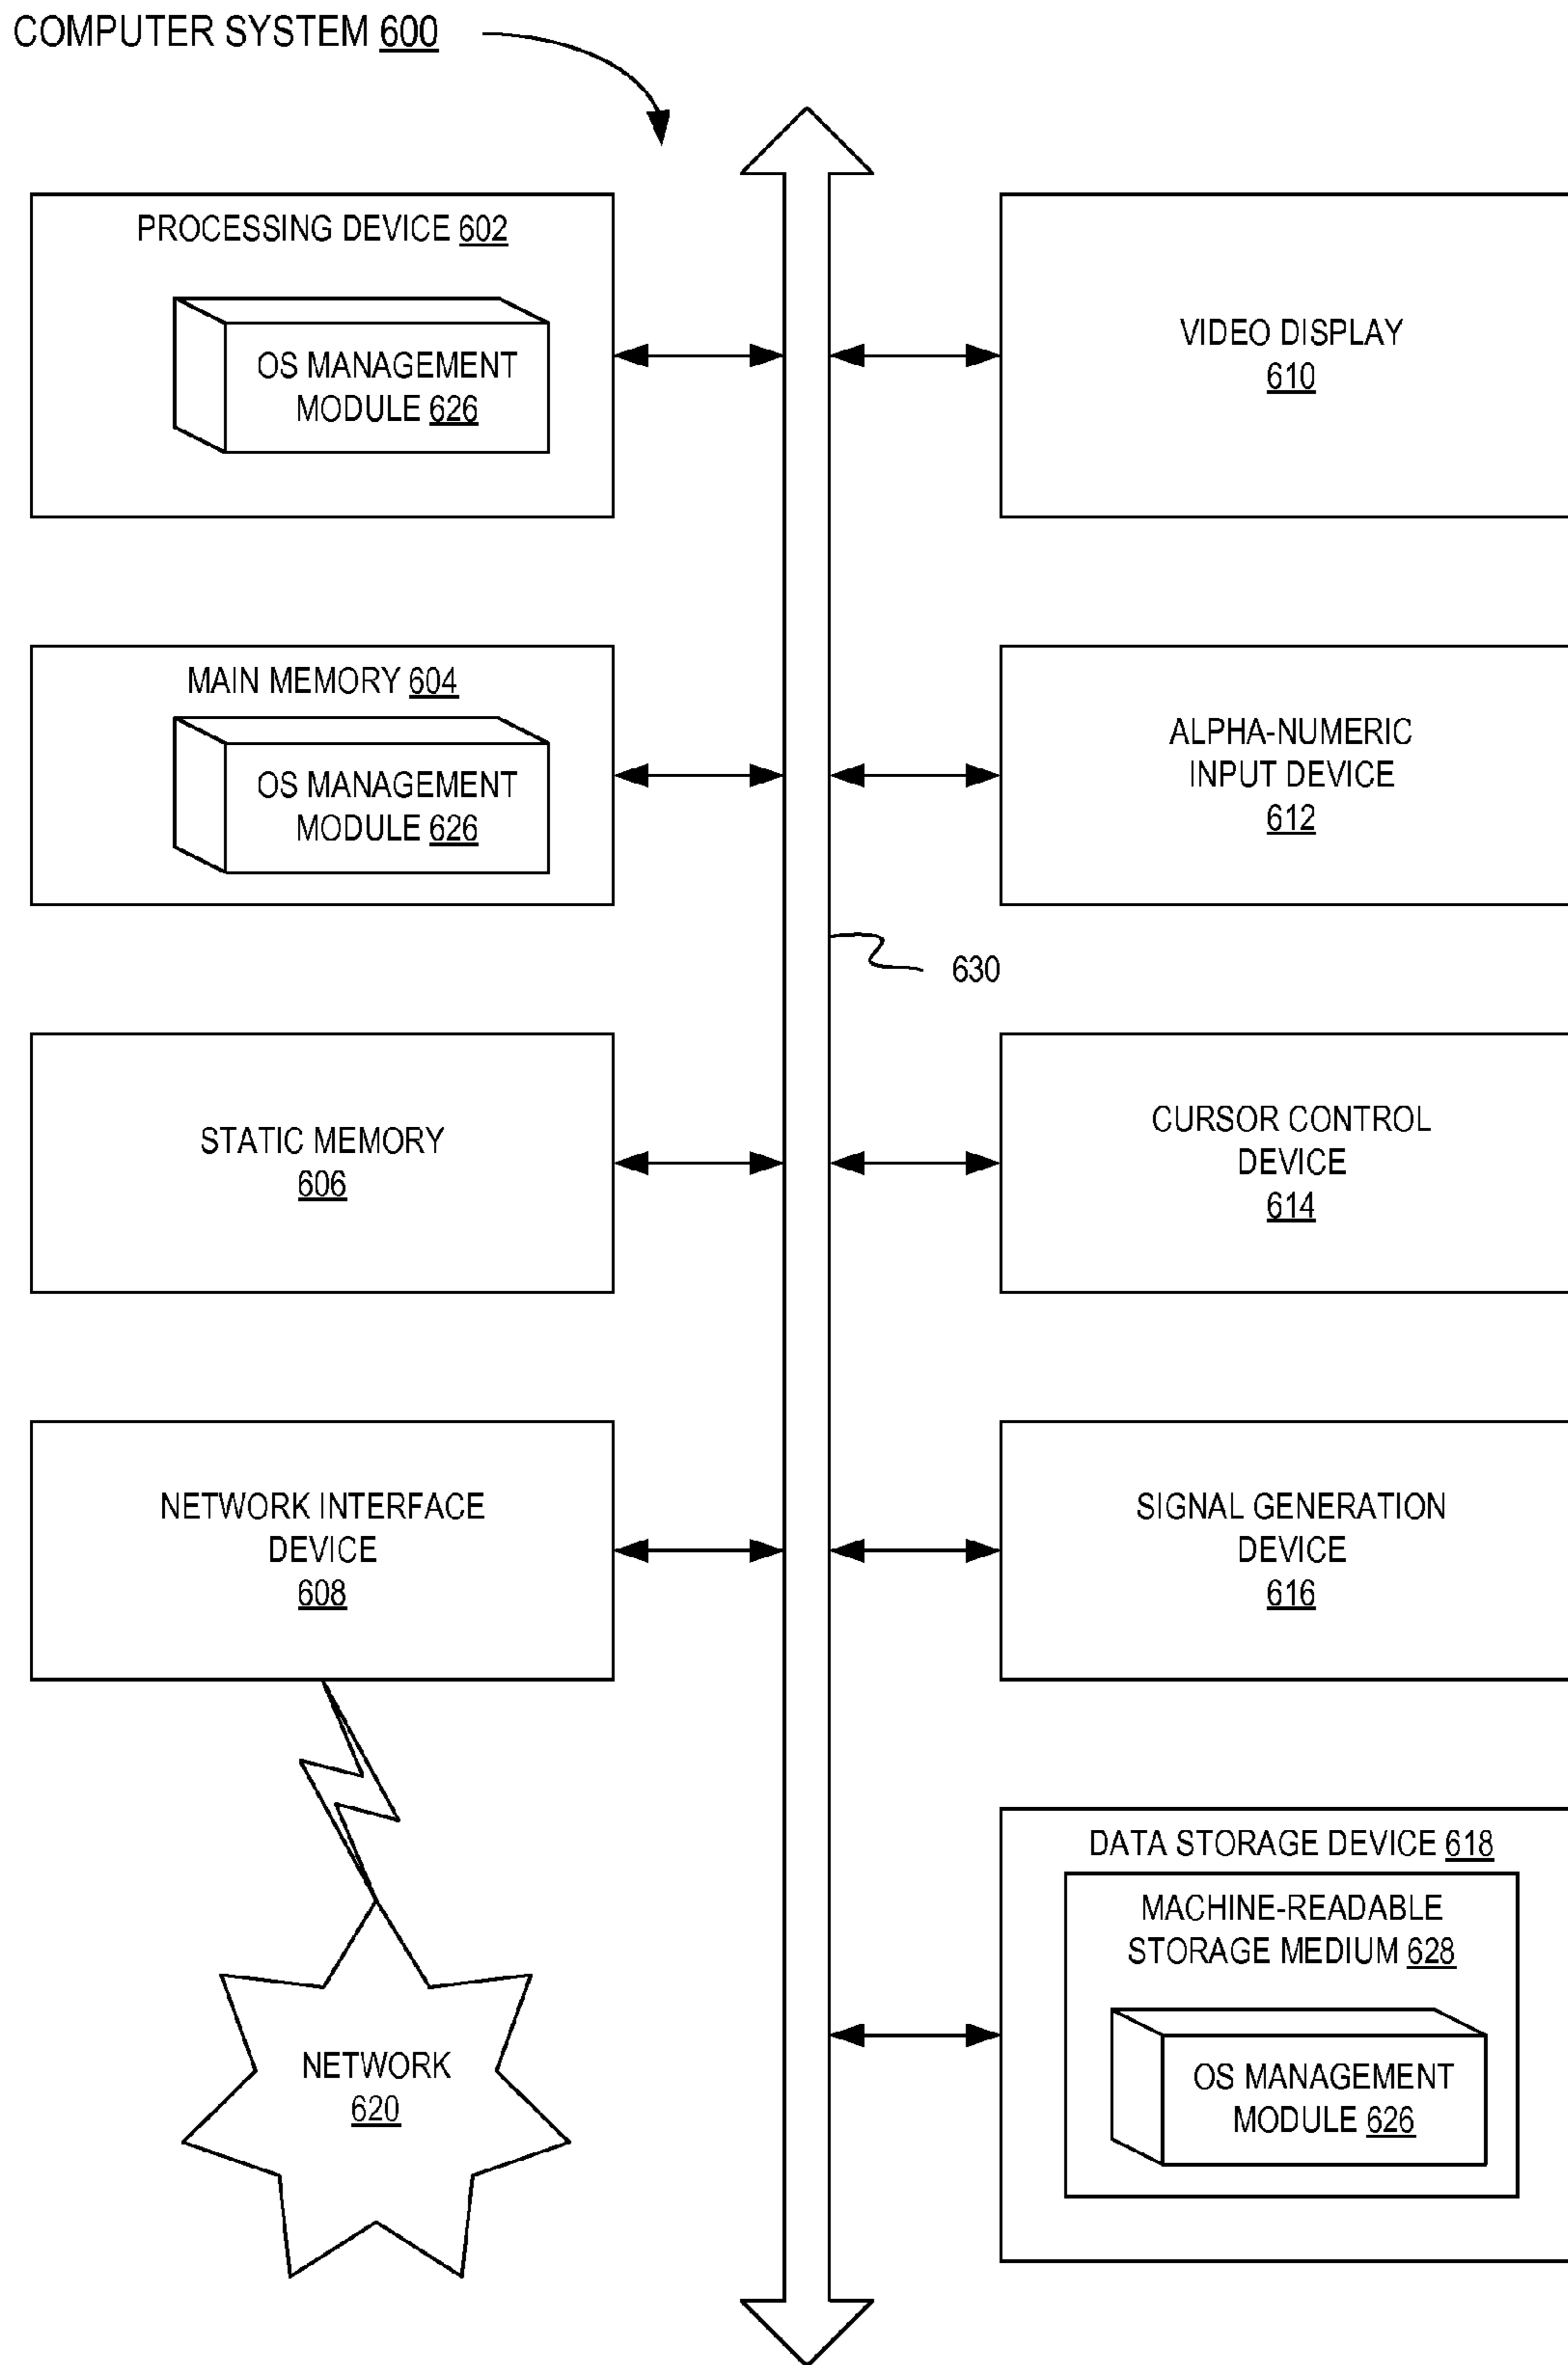 COMPUTER SYSTEM 600
PROCESSING DEVICE 602
OS MANAGEMENT
MODULE 626
VIDEO DISPLAY
610
MAIN MEMORY 604
OS MANAGEMENT
MODULE 626
ALPHA-NUMERIC
INPUT DEVICE
612
630
STATIC MEMORY
606
CURSOR CONTROL
DEVICE
614
NETWORK INTERFACE
DEVICE
608
SIGNAL GENERATION
DEVICE
616
DATA STORAGE DEVICE 618
MACHINE-READABLE
STORAGE MEDIUM 628
OS MANAGEMENT
MODULE 626
NETWORK
620